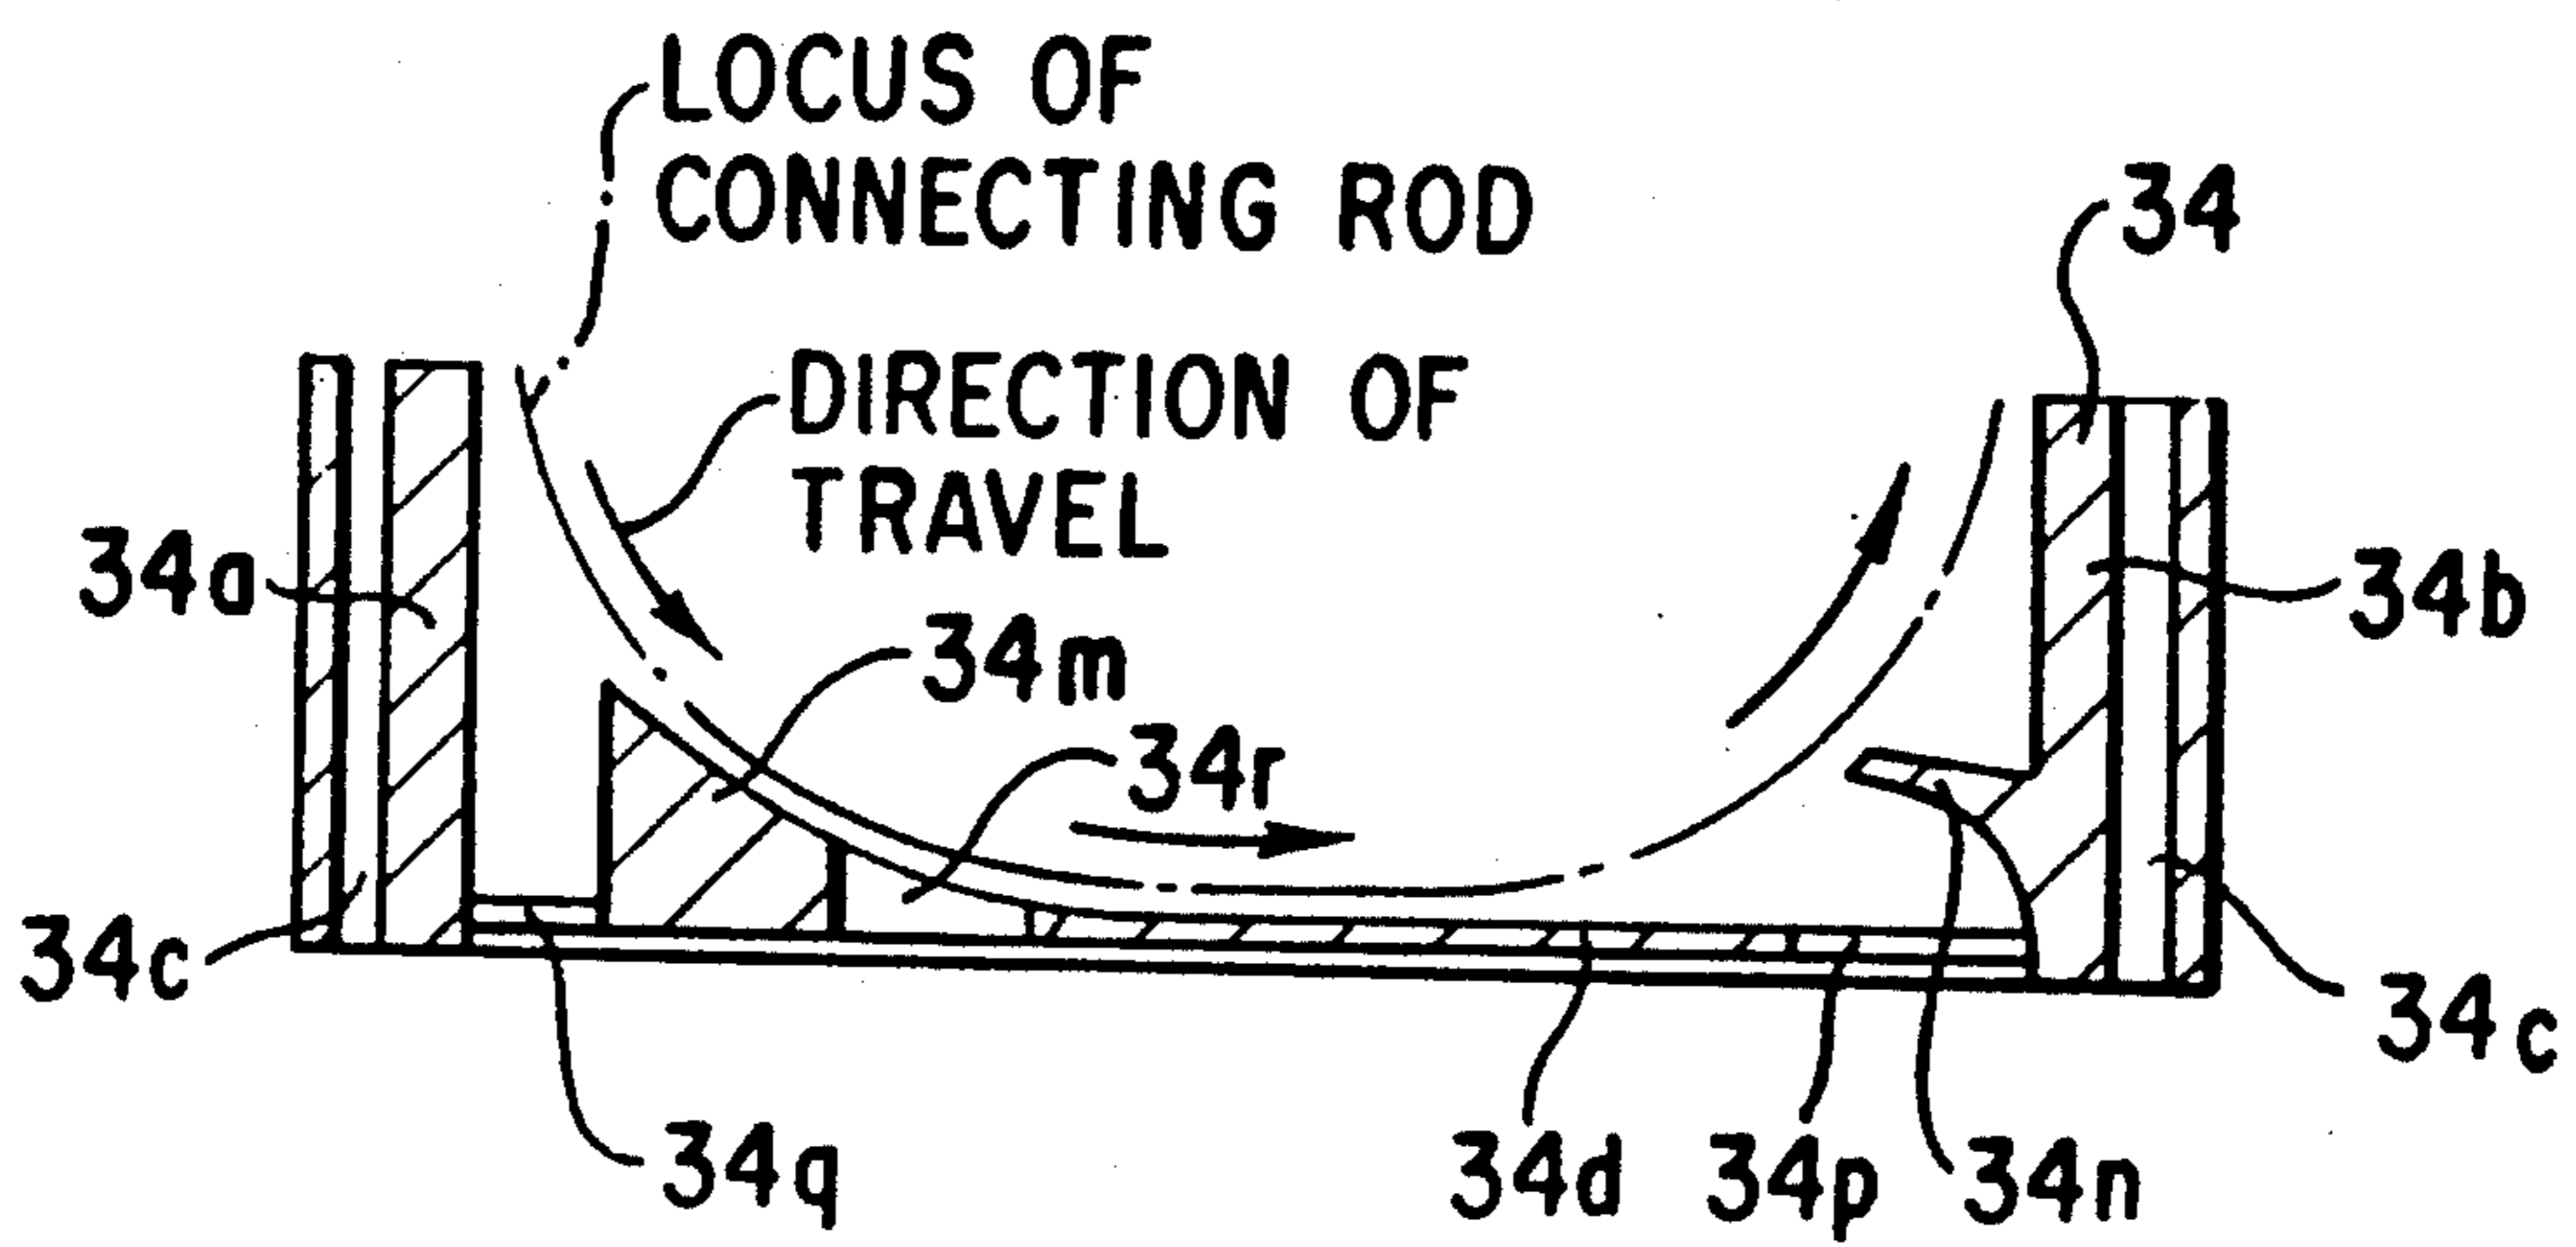 LOCUS OF
CONNECTING ROD
34
DIRECTION OF
TRAVEL
34a
34b
34m
34r
34c
34c
34q
34d
34p
34n